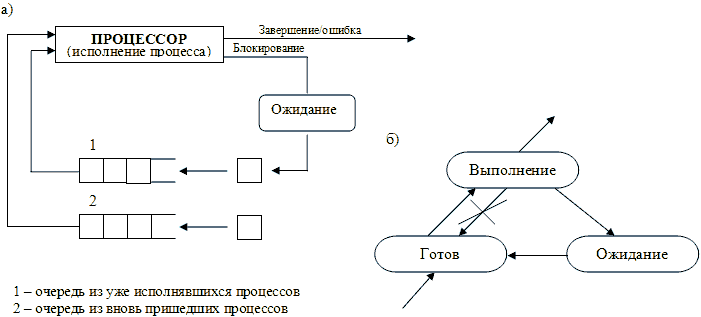 а)
ПРОЦЕССОР
(исполнение процесса)
Завершение/ошибка
Блокирование
Ожидание
1
2
1 – очередь из уже исполнявшихся процессов
2 – очередь из вновь пришедших процессов
б)
Выполнение
Готов
Ожидание